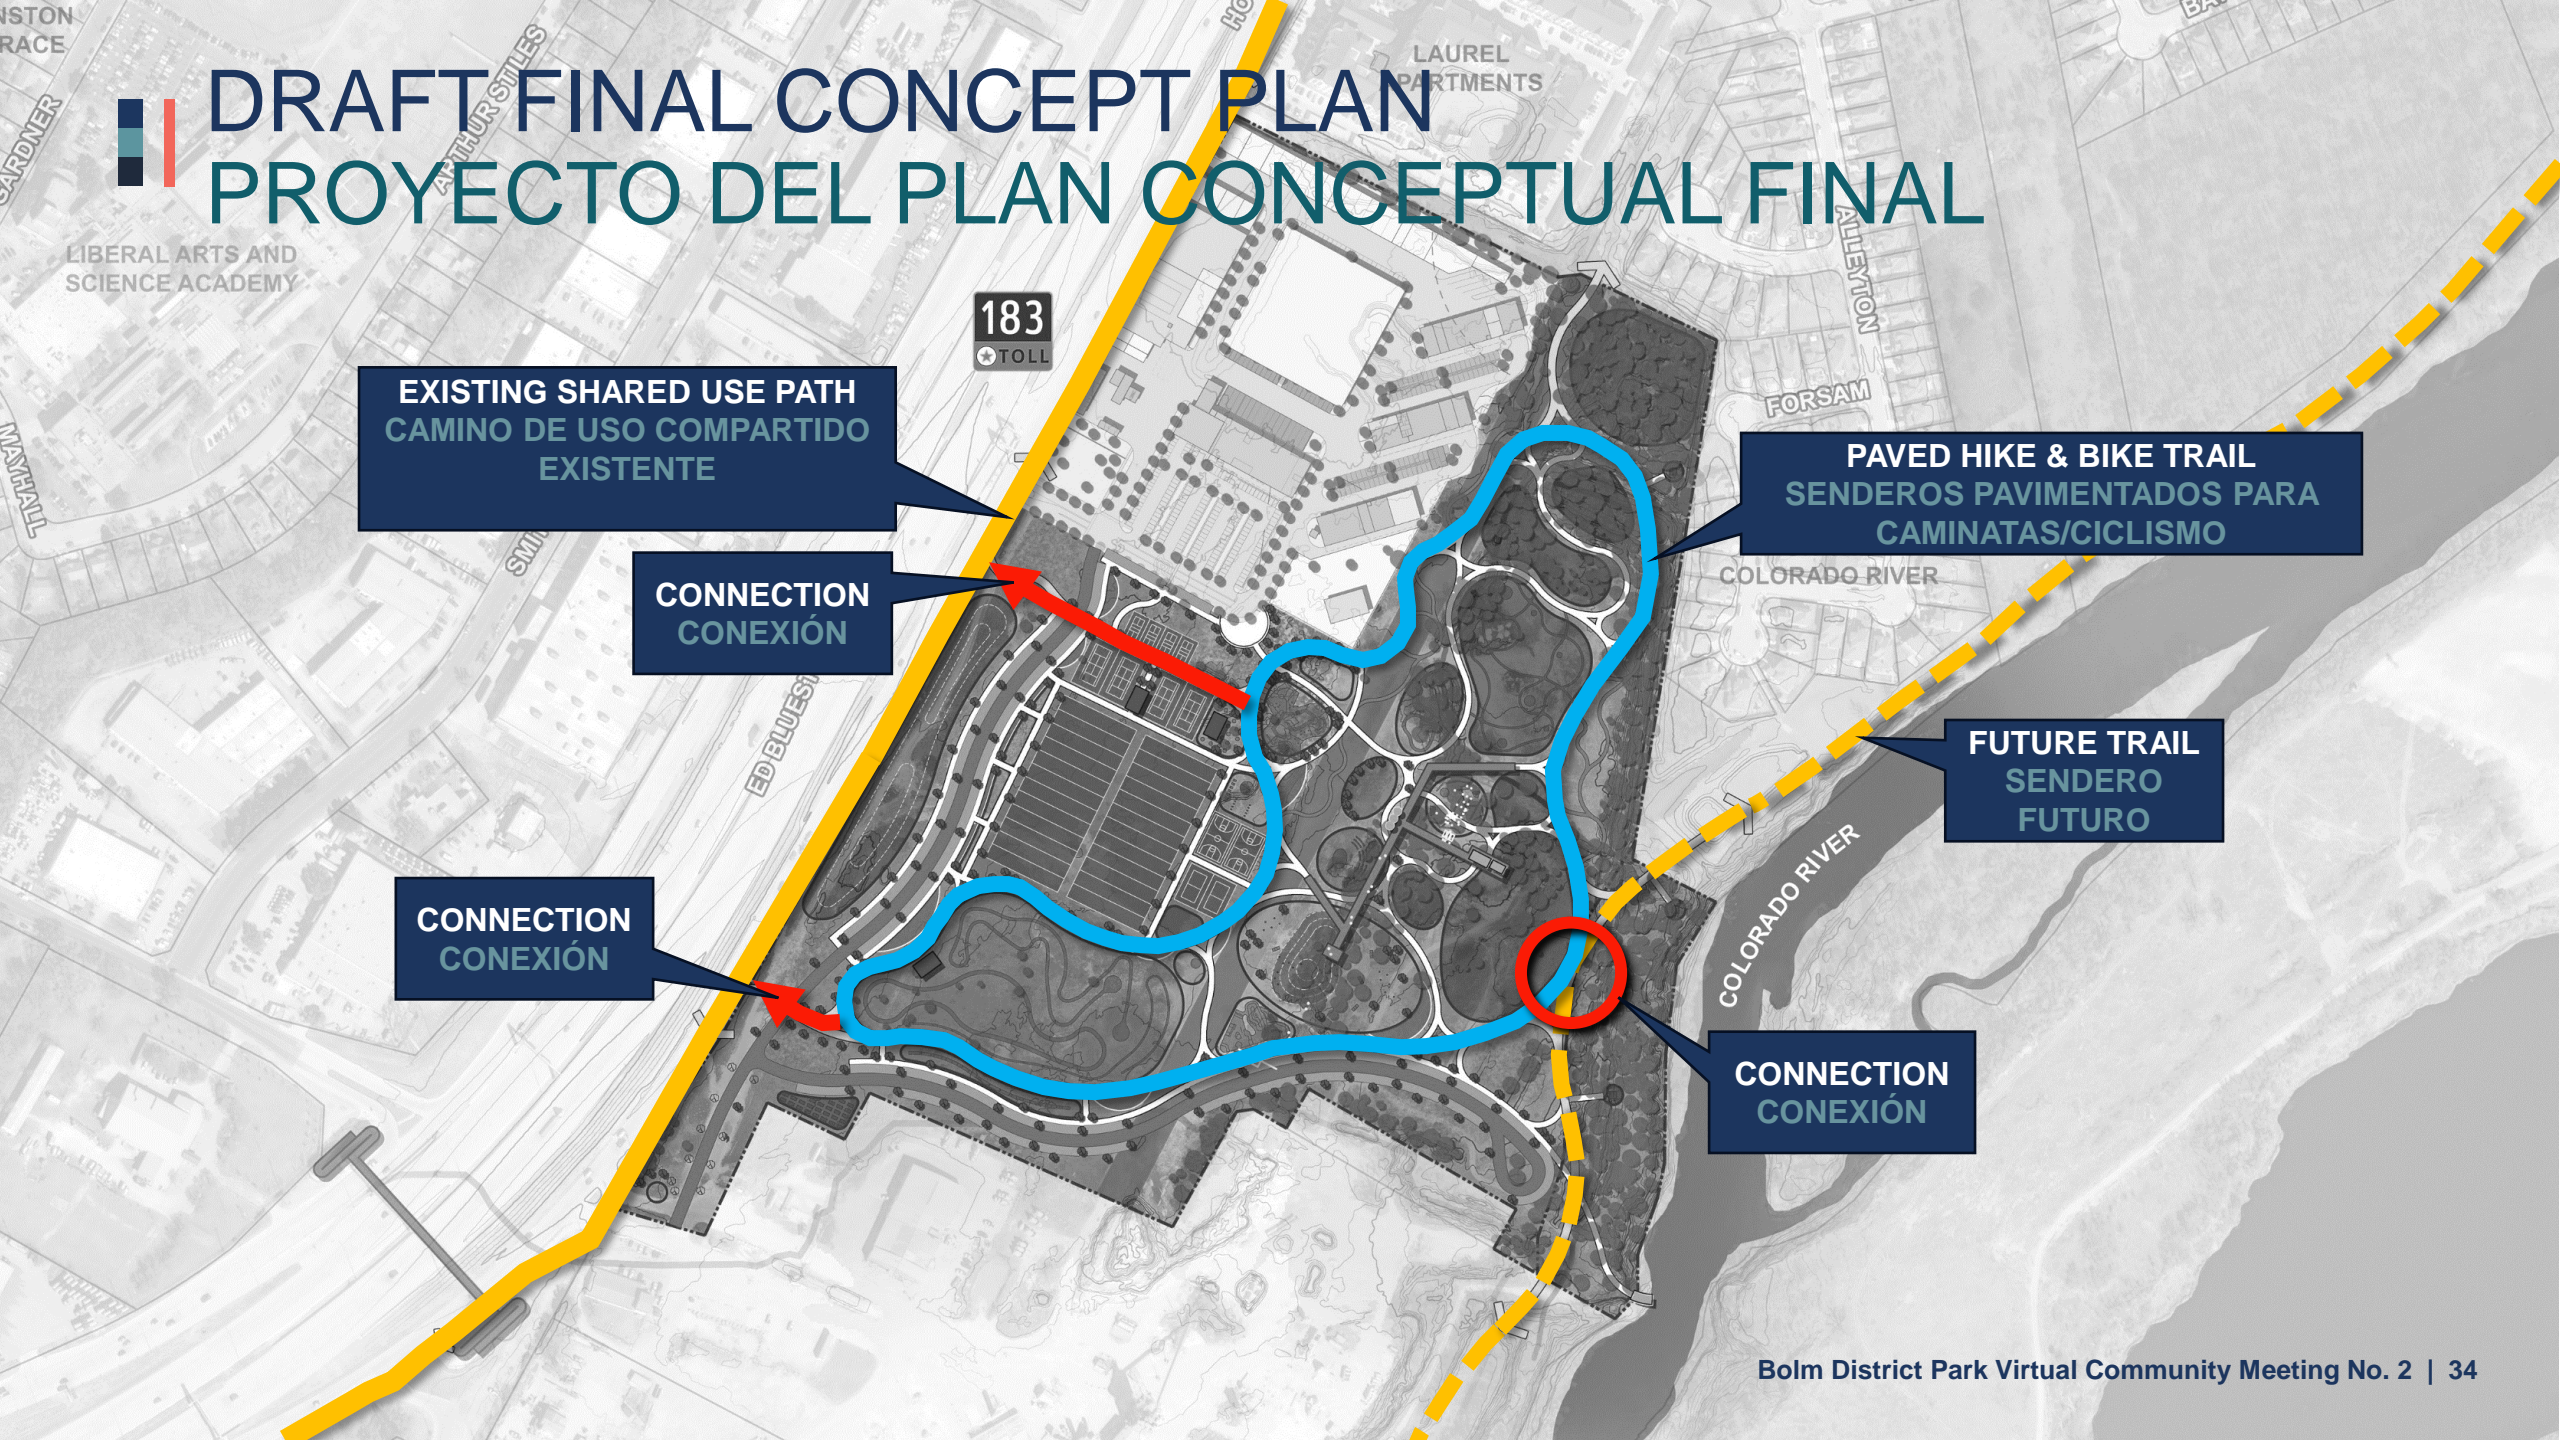 DRAFT FINAL CONCEPT PLAN
PROYECTO DEL PLAN CONCEPTUAL FINAL
LAUREL
APARTMENTS
GARDNER
ARTHUR STILES
LIBERAL ARTS AND
SCIENCE ACADEMY
183
TOLL
ALLEYTON
FORSAM
MAYHALL
EXISTING SHARED USE PATH
CAMINO DE USO COMPARTIDO
EXISTENTE
PAVED HIKE & BIKE TRAIL
SENDEROS PAVIMENTADOS PARA
CAMINATAS/CICLISMO
CONNECTION
CONEXIÓN
COLORADO RIVER
ED BLUEST
FUTURE TRAIL
SENDERO
FUTURO
COLORADO RIVER
CONNECTION
CONEXIÓN
CONNECTION
CONEXIÓN
Bolm District Park Virtual Community Meeting No. 2 | 34